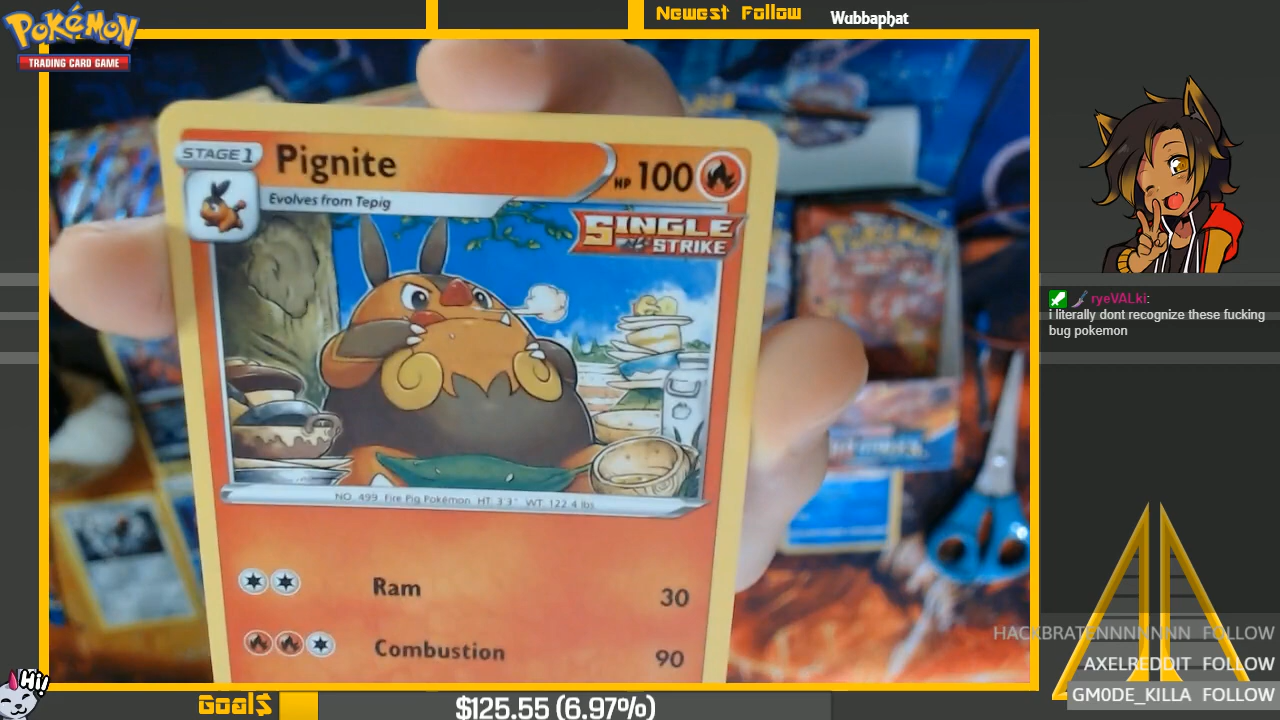 POKéMON
TRADING CARD GAME
Newest Follow
Wubbaphat
STAGE 1
Pignite
HP 100
Evolves from Tepig
SINGLE
STRIKE
NO. 499 Fire Pig Pokémon HT: 3'3" WT: 122.4 lbs
Ram 30
Combustion 90
ryeVALki:
i literally dont recognize these fucking
bug pokemon
HACKBRATENNNNNNN FOLLOW
AXELREDDIT FOLLOW
GM0DE_KILLA FOLLOW
Hi!
Goals
$125.55 (6.97%)